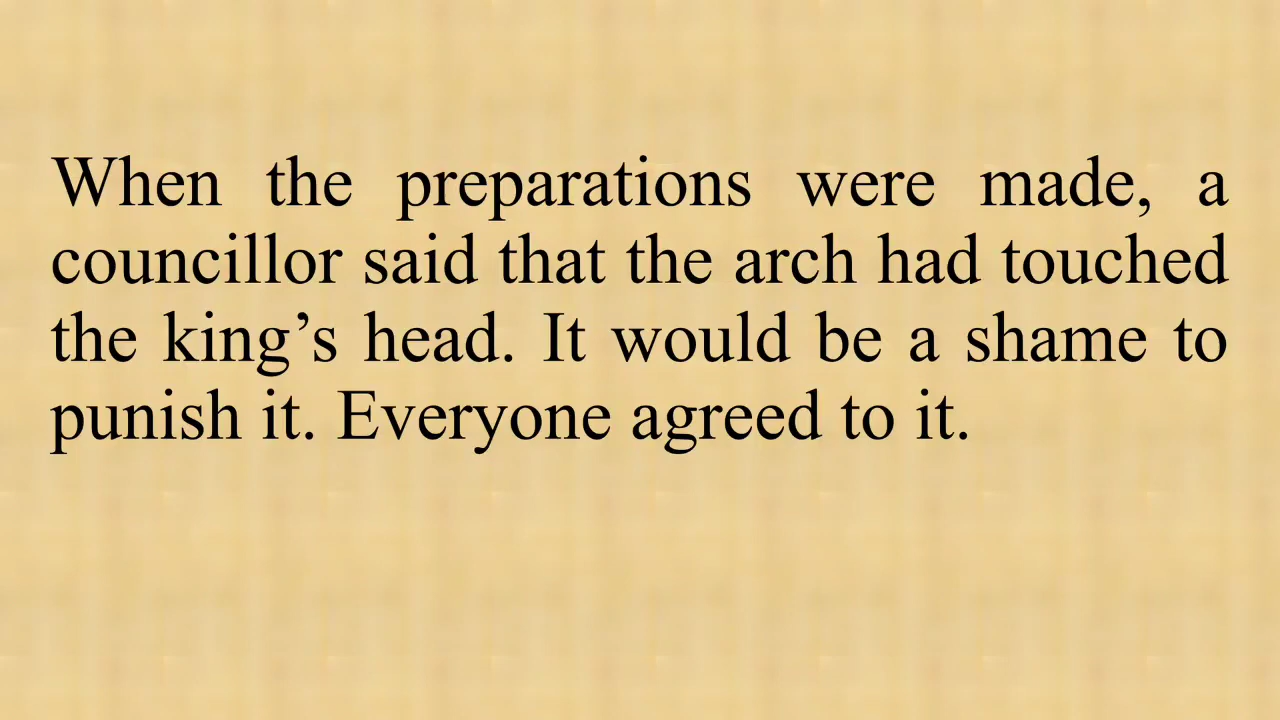 When the preparations were made, a
councillor said that the arch had touched
the king’s head. It would be a shame to
punish it. Everyone agreed to it.